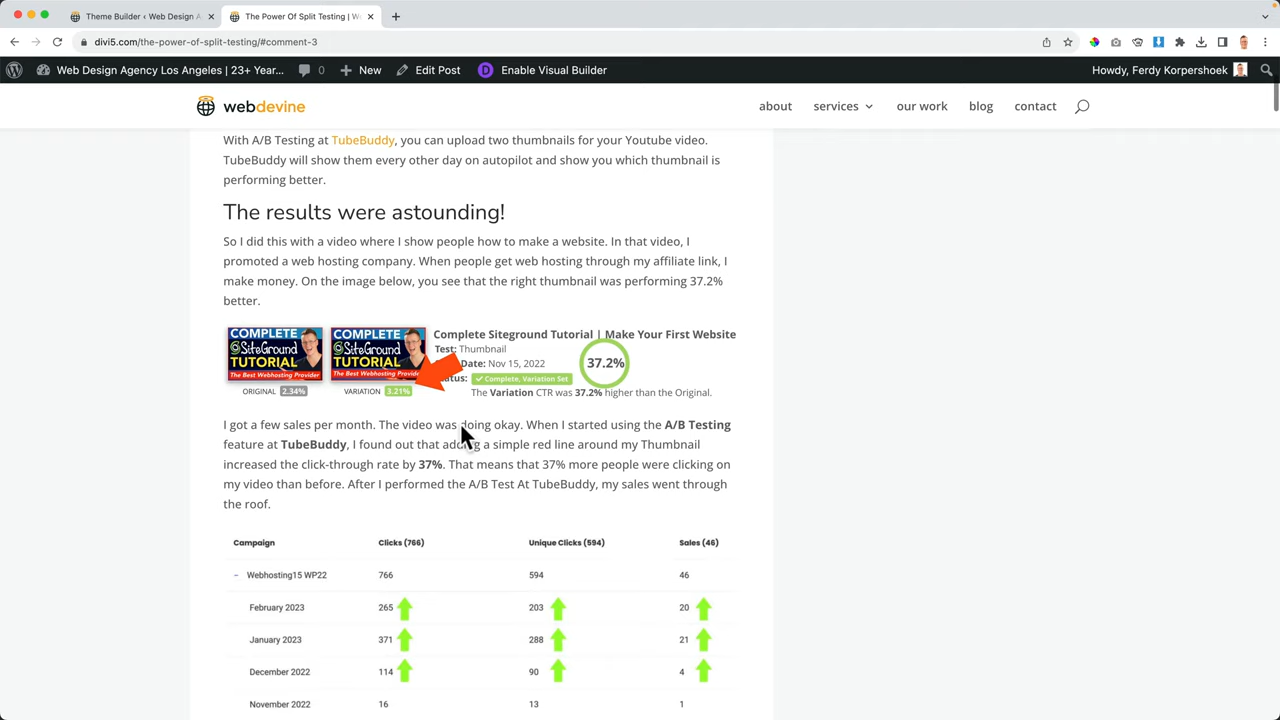 Theme Builder ‹ Web Design A
The Power Of Split Testing | W
divi5.com/the-power-of-split-testing/#comment-3
Web Design Agency Los Angeles | 23+ Year...
0
New
Edit Post
D
Enable Visual Builder
Howdy, Ferdy Korpershoek
webdevine
about
services
our work
blog
contact
With A/B Testing at TubeBuddy, you can upload two thumbnails for your Youtube video.
TubeBuddy will show them every other day on autopilot and show you which thumbnail is
performing better.
The results were astounding!
So I did this with a video where I show people how to make a website. In that video, I
promoted a web hosting company. When people get web hosting through my affiliate link, I
make money. On the image below, you see that the right thumbnail was performing 37.2%
better.
COMPLETE
SiteGround
TUTORIAL
The Best Webhosting Provider
ORIGINAL 2.34%
COMPLETE
SiteGround
TUTORIAL
The Best Webhosting Provider
VARIATION 3.21%
Complete Siteground Tutorial | Make Your First Website
Test: Thumbnail
Date: Nov 15, 2022
Complete, Variation Set
37.2%
The Variation CTR was 37.2% higher than the Original.
I got a few sales per month. The video was doing okay. When I started using the A/B Testing
feature at TubeBuddy, I found out that adding a simple red line around my Thumbnail
increased the click-through rate by 37%. That means that 37% more people were clicking on
my video than before. After I performed the A/B Test At TubeBuddy, my sales went through
the roof.
Campaign Clicks (766) Unique Clicks (594) Sales (46)
– Webhosting15 WP22 766 594 46
February 2023 265 203 20
January 2023 371 288 21
December 2022 114 90 4
November 2022 16 13 1